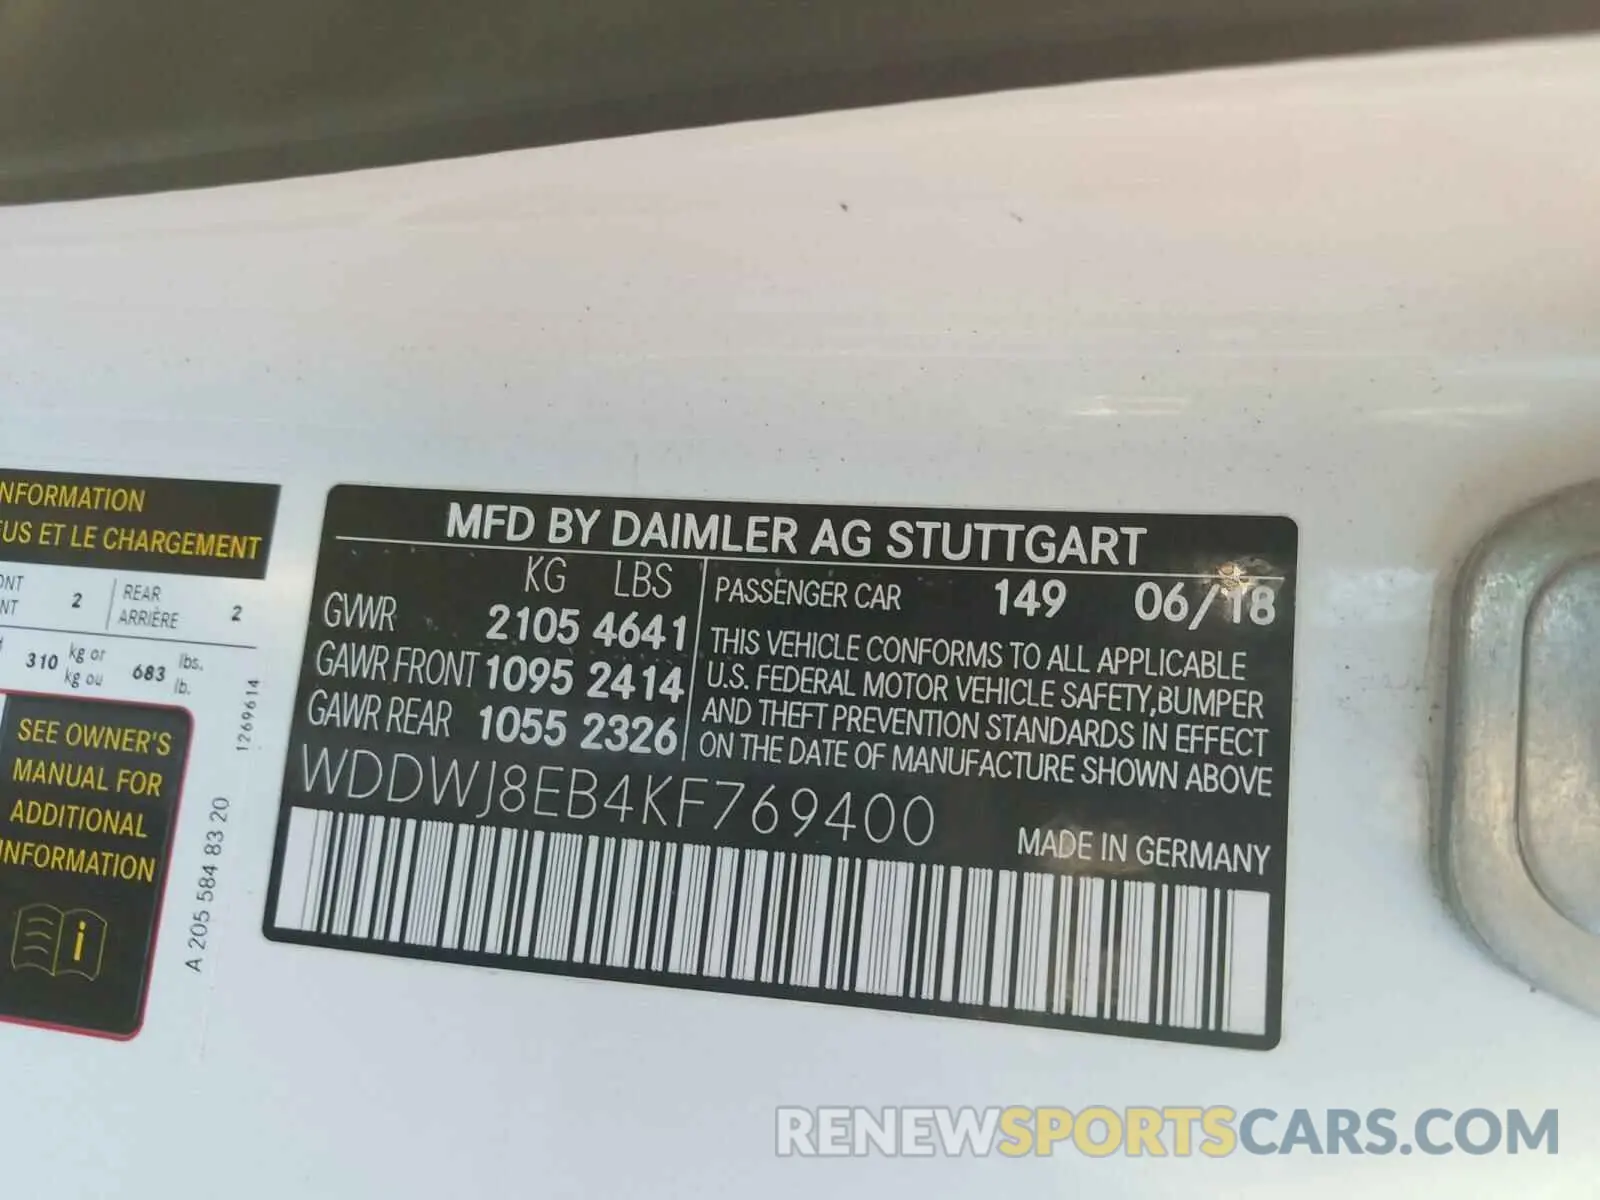 NFORMATION
US ET LE CHARGEMENT
2 REAR ARRIÈRE 2
310 kg or kg ou 683 lbs. lb.
SEE OWNER'S
MANUAL FOR
ADDITIONAL
INFORMATION
i
A 205 584 83 20
1269614
MFD BY DAIMLER AG STUTTGART
KG LBS
GVWR 2105 4641
GAWR FRONT 1095 2414
GAWR REAR 1055 2326
PASSENGER CAR 149 06/18
THIS VEHICLE CONFORMS TO ALL APPLICABLE
U.S. FEDERAL MOTOR VEHICLE SAFETY, BUMPER
AND THEFT PREVENTION STANDARDS IN EFFECT
ON THE DATE OF MANUFACTURE SHOWN ABOVE
WDDWJ8EB4KF769400
MADE IN GERMANY
RENEWSPORTSCARS.COM